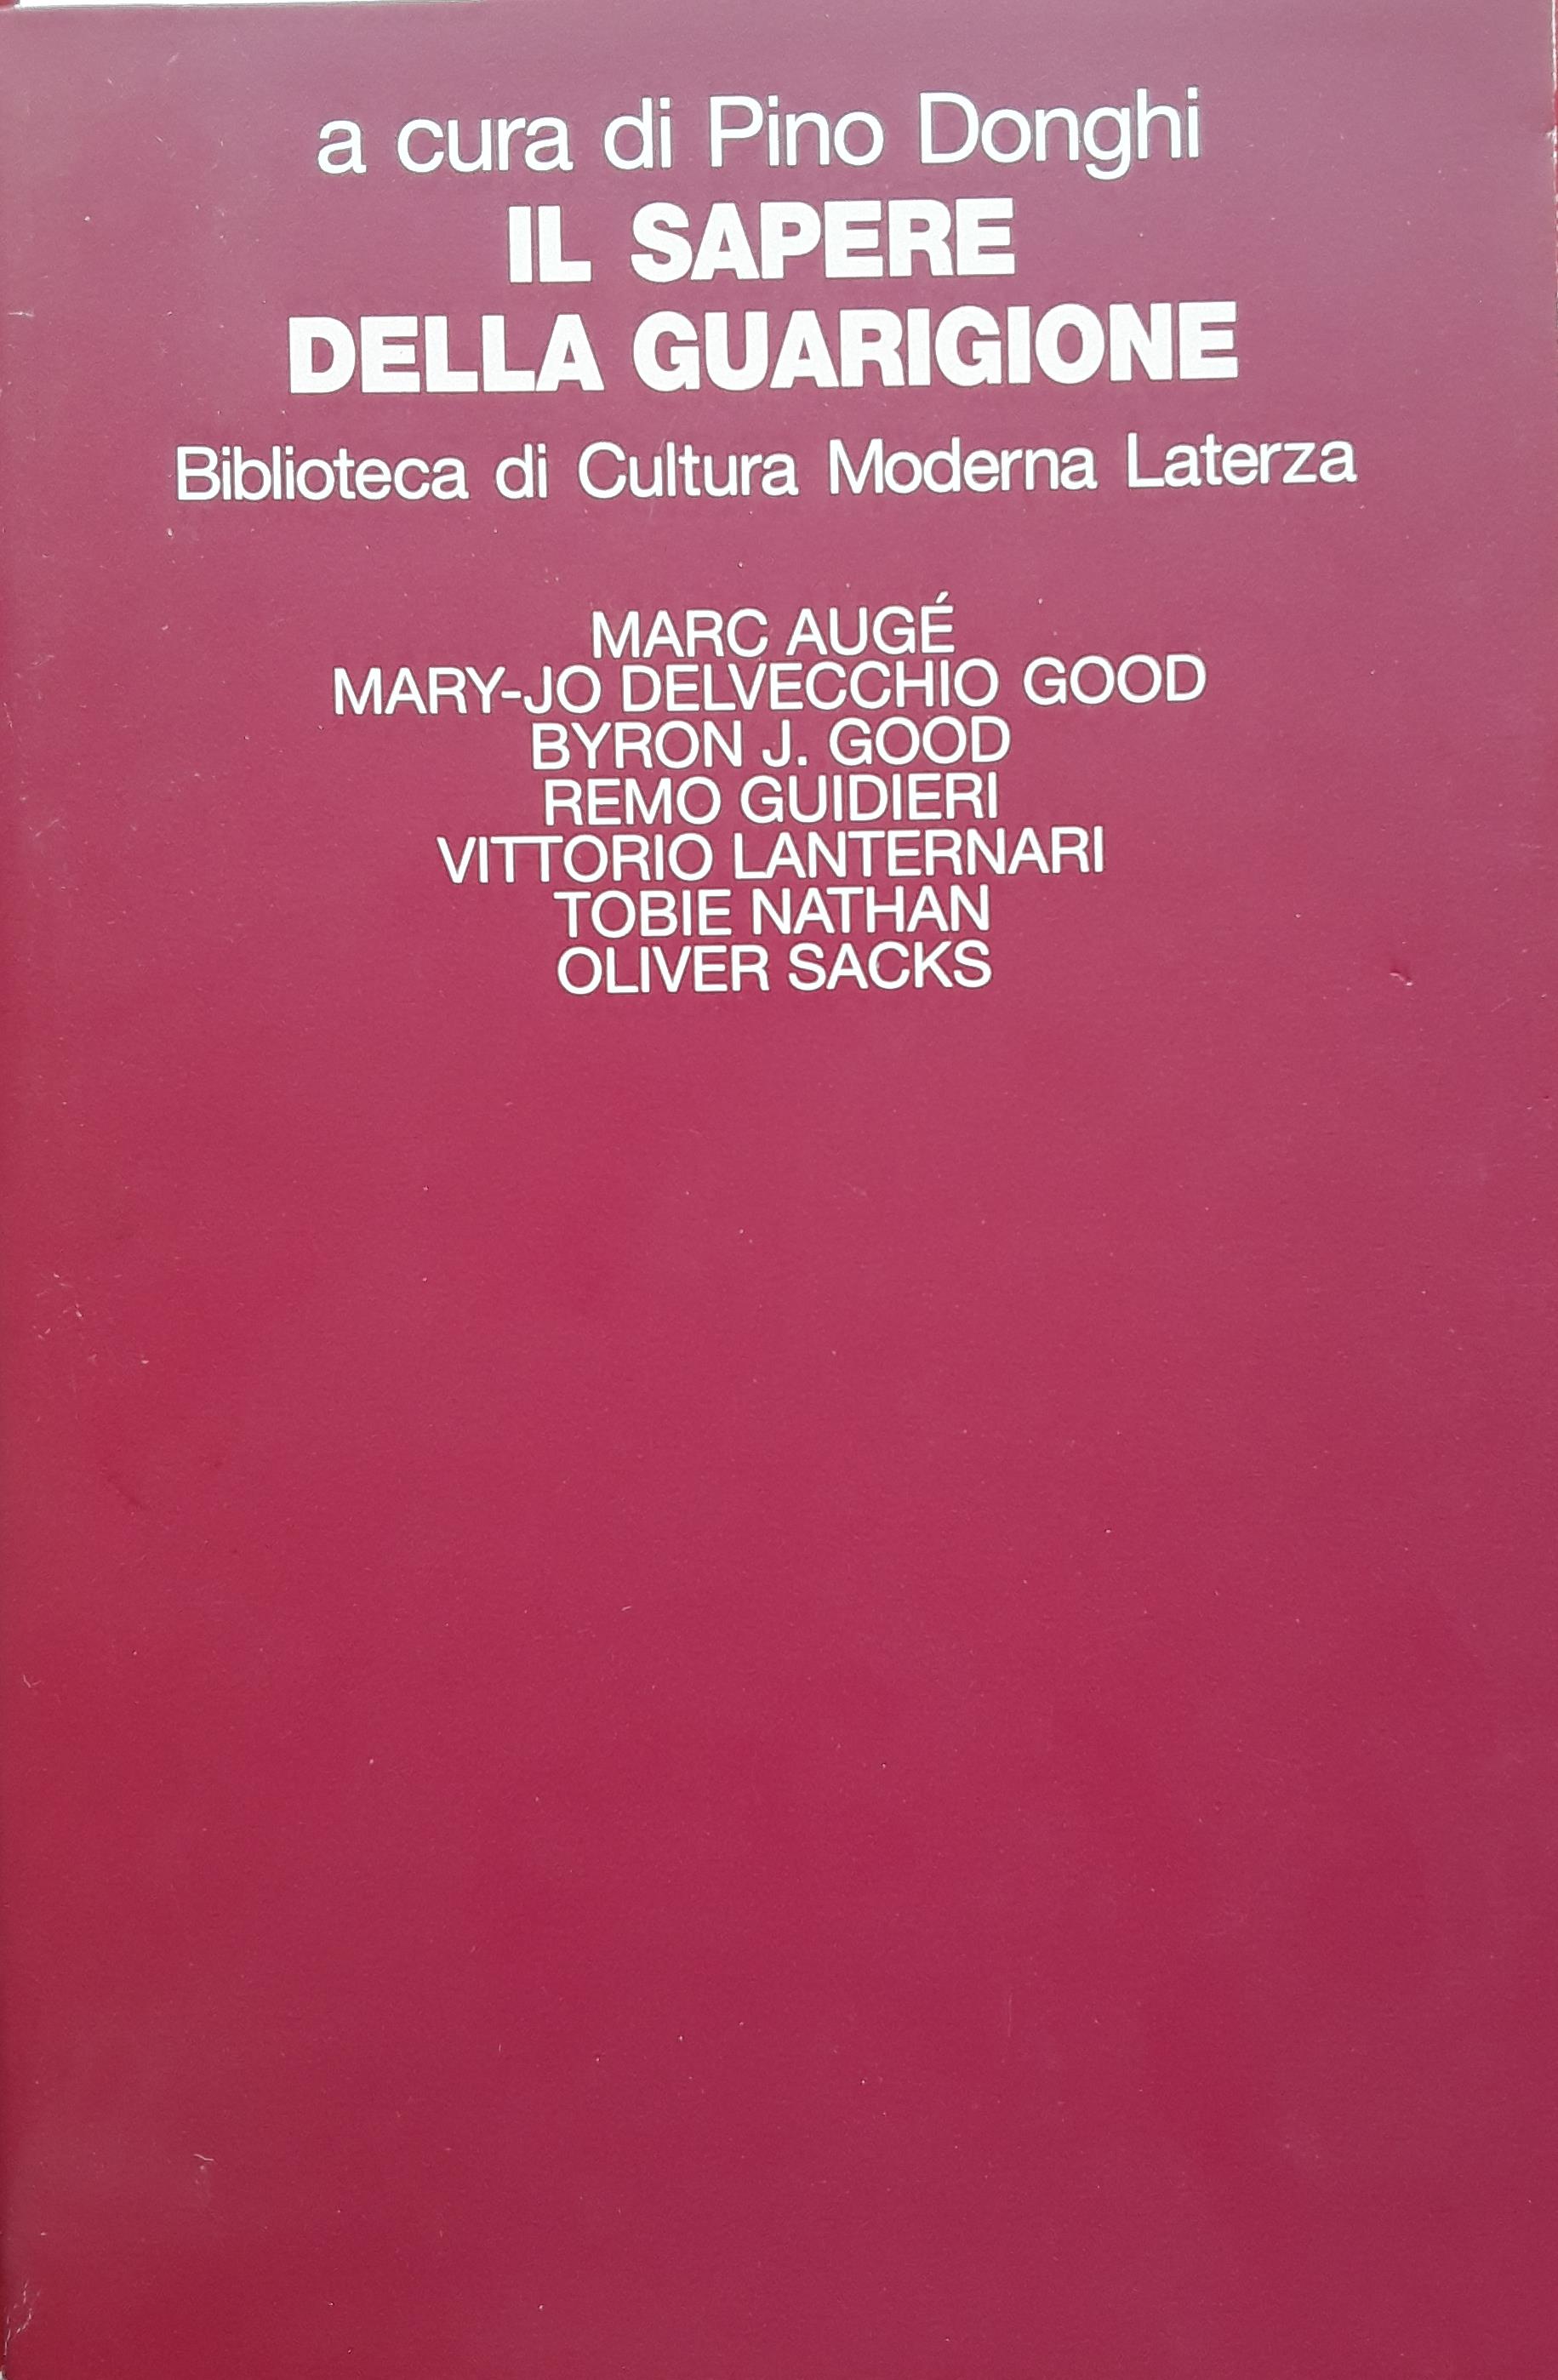 a cura di Pino Donghi
IL SAPERE
DELLA GUARIGIONE
Biblioteca di Cultura Moderna Laterza
MARC AUGÉ
MARY-JO DELVECCHIO GOOD
BYRON J. GOOD
REMO GUIDIERI
VITTORIO LANTERNARI
TOBIE NATHAN
OLIVER SACKS